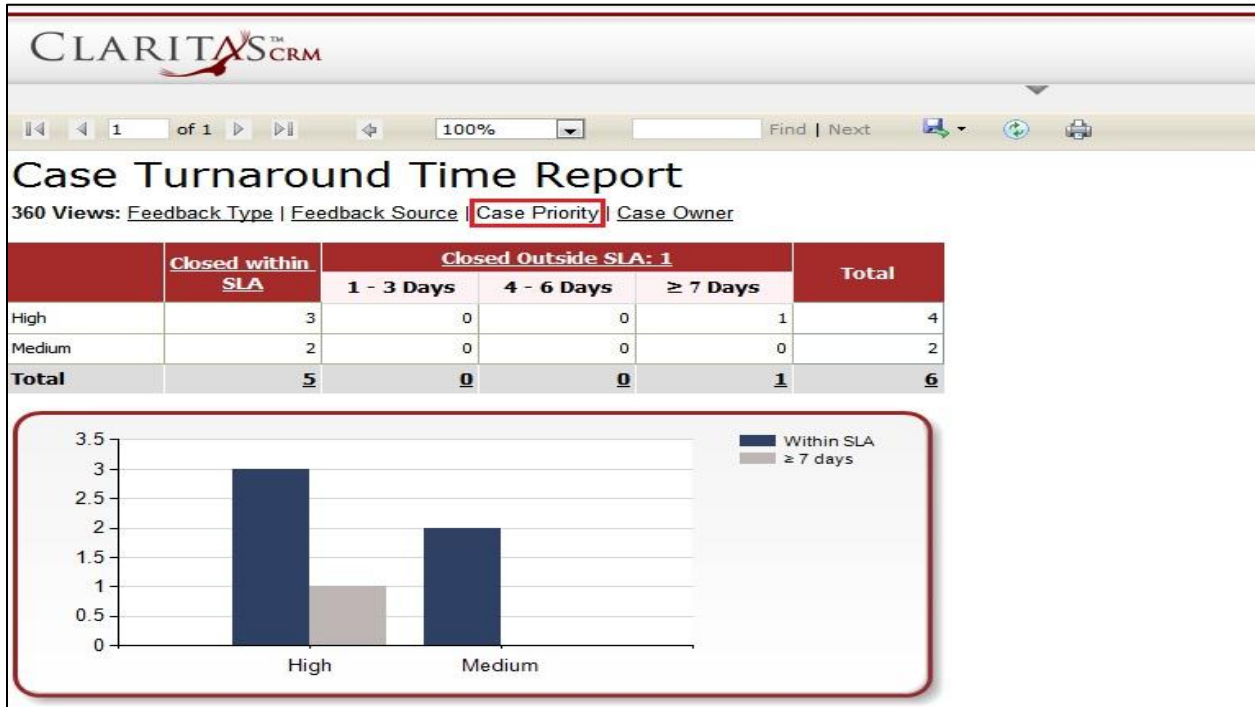 CLARITAS™CRM
1 of 1 100% Find | Next
Case Turnaround Time Report
360 Views: Feedback Type | Feedback Source | Case Priority | Case Owner
Closed within SLA Closed Outside SLA: 1 Total
1 - 3 Days 4 - 6 Days ≥ 7 Days
High 3 0 0 1 4
Medium 2 0 0 0 2
Total 5 0 0 1 6
3.5
3
2.5
2
1.5
1
0.5
0
High Medium
Within SLA
≥ 7 days